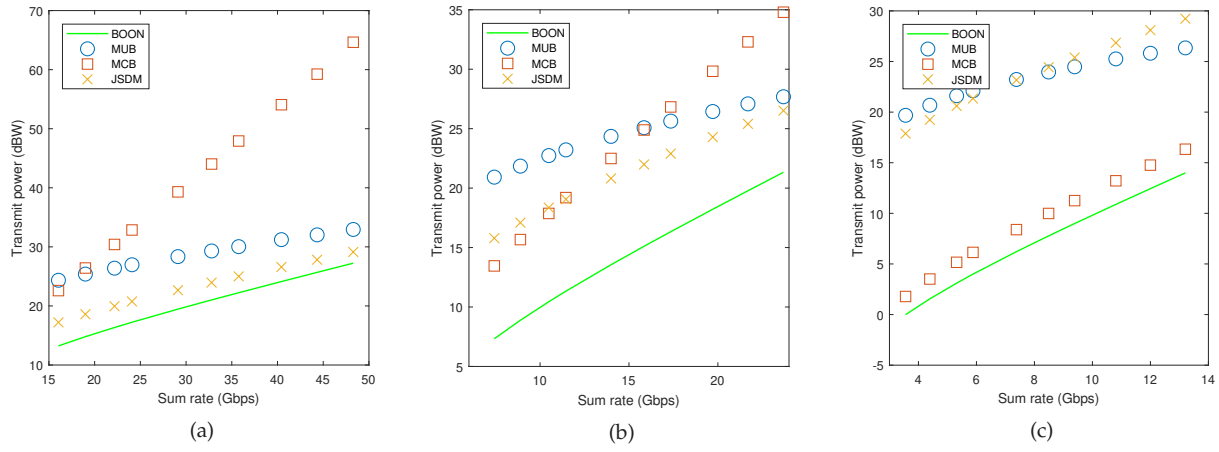 70
60
50
40
30
20
10
15 20 25 30 35 40 45 50
Transmit power (dBW)
Sum rate (Gbps)
BOON
MUB
MCB
JSDM
(a)
35
30
25
20
15
10
5
10 15 20
Transmit power (dBW)
Sum rate (Gbps)
BOON
MUB
MCB
JSDM
(b)
30
25
20
15
10
5
0
-5
4 6 8 10 12 14
Transmit power (dBW)
Sum rate (Gbps)
BOON
MUB
MCB
JSDM
(c)